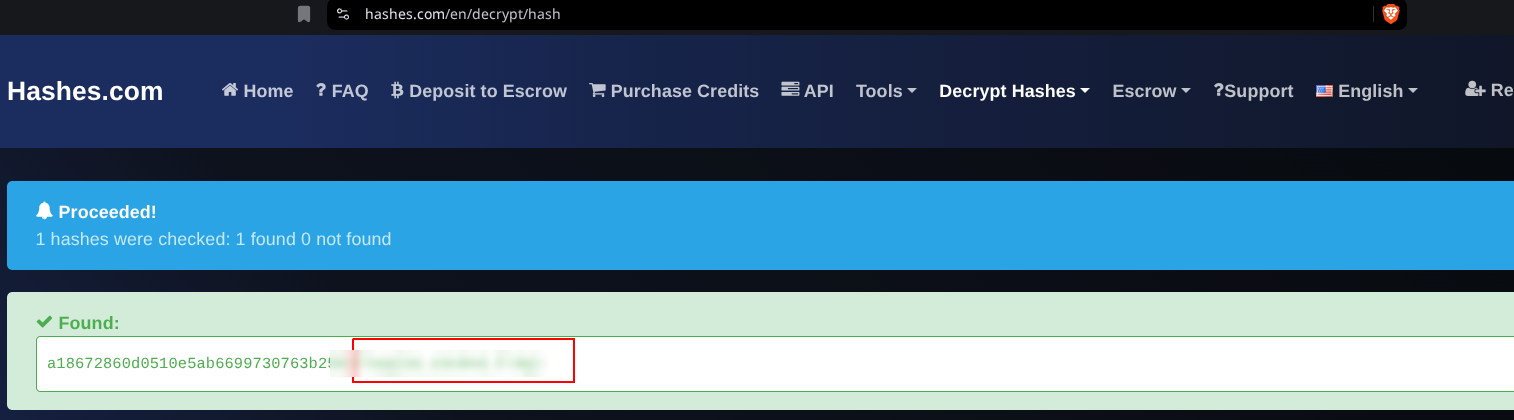 hashes.com/en/decrypt/hash
Hashes.com Home ? FAQ Deposit to Escrow Purchase Credits API Tools Decrypt Hashes Escrow ?Support English Re
Proceeded!
1 hashes were checked: 1 found 0 not found
Found:
a18672860d0510e5ab6699730763b25